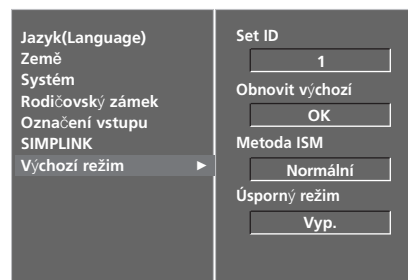 Jazyk(Language)
Země
Systém
Rodičovský zámek
Označení vstupu
SIMPLINK
Výchozí režim ►
Set ID
1
Obnovit výchozí
OK
Metoda ISM
Normální
Úsporný režim
Vyp.